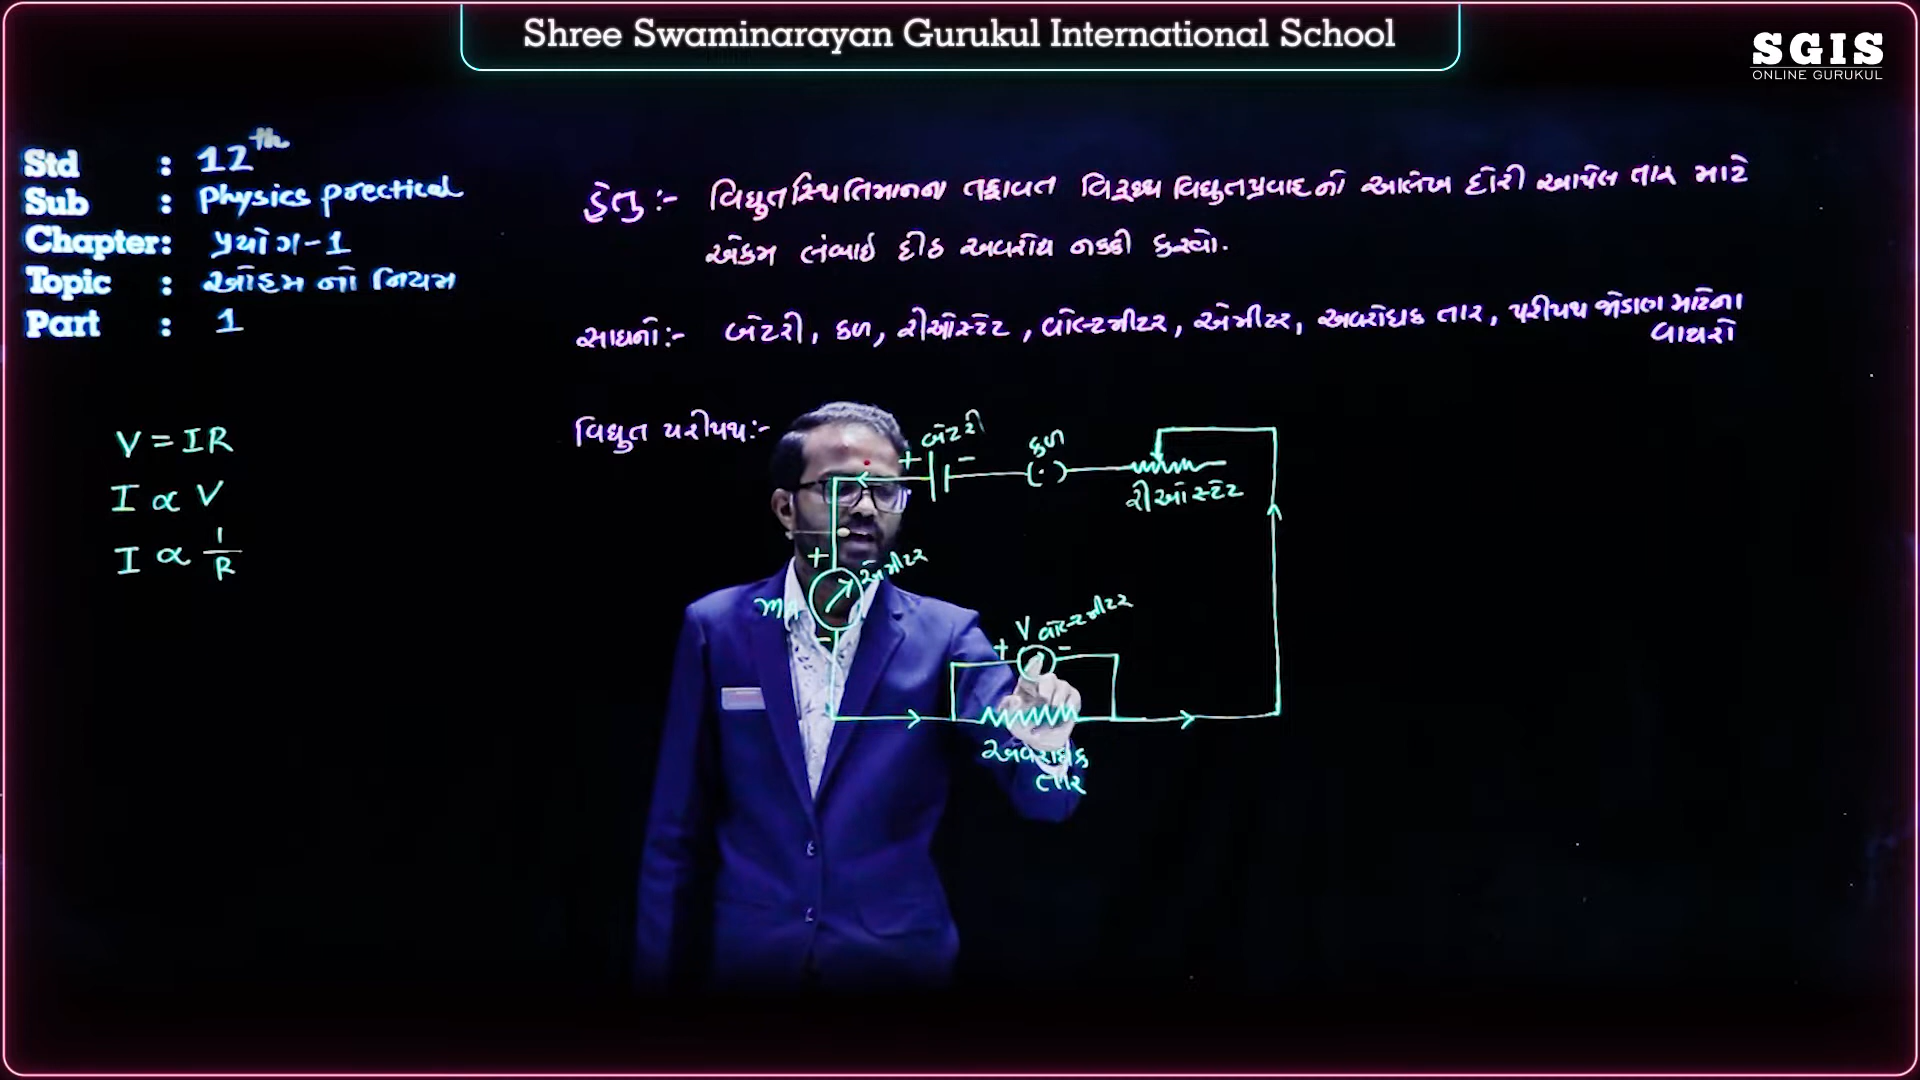 Shree Swaminarayan Gurukul International School
SGIS
ONLINE GURUKUL
Std : 12th
Sub : Physics prectical
Chapter: પ્રયોગ-1
Topic : ઓહમ નો નિયમ
Part : 1
હેતુ :- વિદ્યુતસ્થિતિમાનના તફાવત વિરૂધ્ધ વિદ્યુતપ્રવાહ નો આલેખ દોરી આપેલ તાર માટે
એકમ લંબાઇ દીઠ અવરોધ નક્કી કરવો.
સાધનો:- બેટરી, કળ, રીઓસ્ટેટ, વોલ્ટમીટર, એમીટર, અવરોધક તાર, પરીપથ જોડાણ માટેના
વાયરો
વિદ્યુત પરીપથ:-
V = IR
I ∝ V
I ∝ 1/R
બેટરી
+ -
કળ
(·)
રીઓસ્ટેટ
+
એમીટર
mA
-
V વોલ્ટમીટર
+ -
અવરોધક
તાર